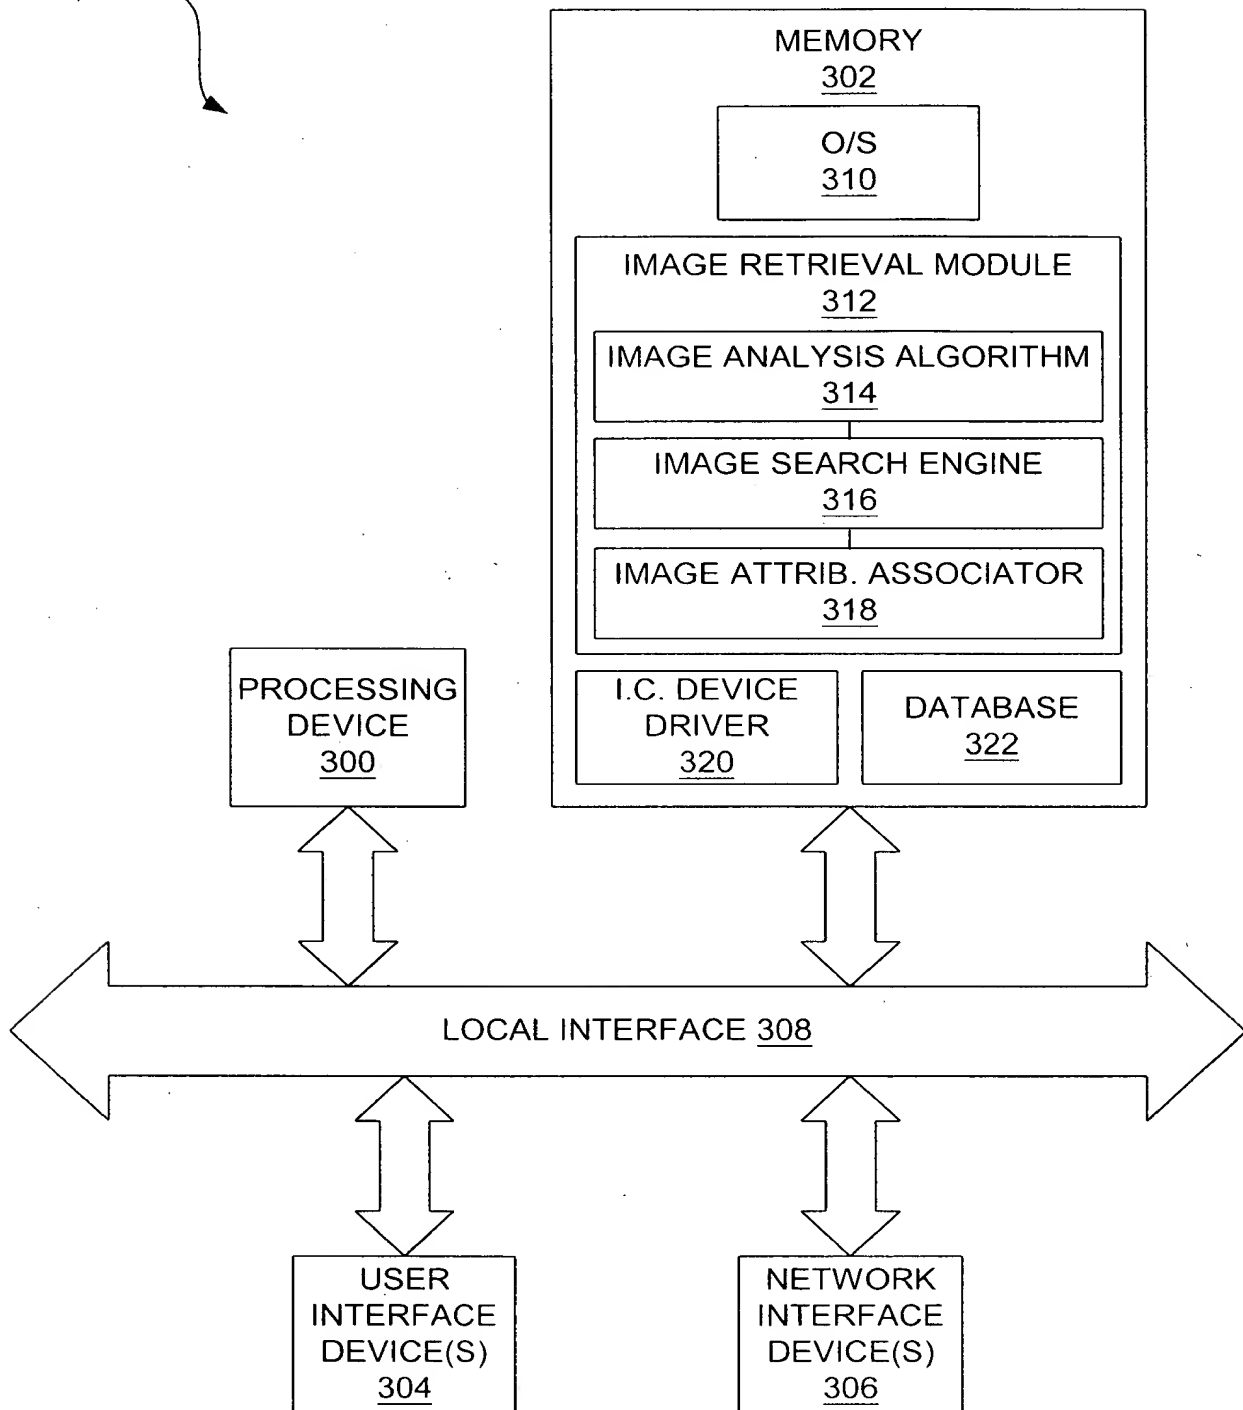 MEMORY
302
O/S
310
IMAGE RETRIEVAL MODULE
312
IMAGE ANALYSIS ALGORITHM
314
IMAGE SEARCH ENGINE
316
IMAGE ATTRIB. ASSOCIATOR
318
PROCESSING
DEVICE
300
I.C. DEVICE
DRIVER
320
DATABASE
322
LOCAL INTERFACE 308
USER
INTERFACE
DEVICE(S)
304
NETWORK
INTERFACE
DEVICE(S)
306